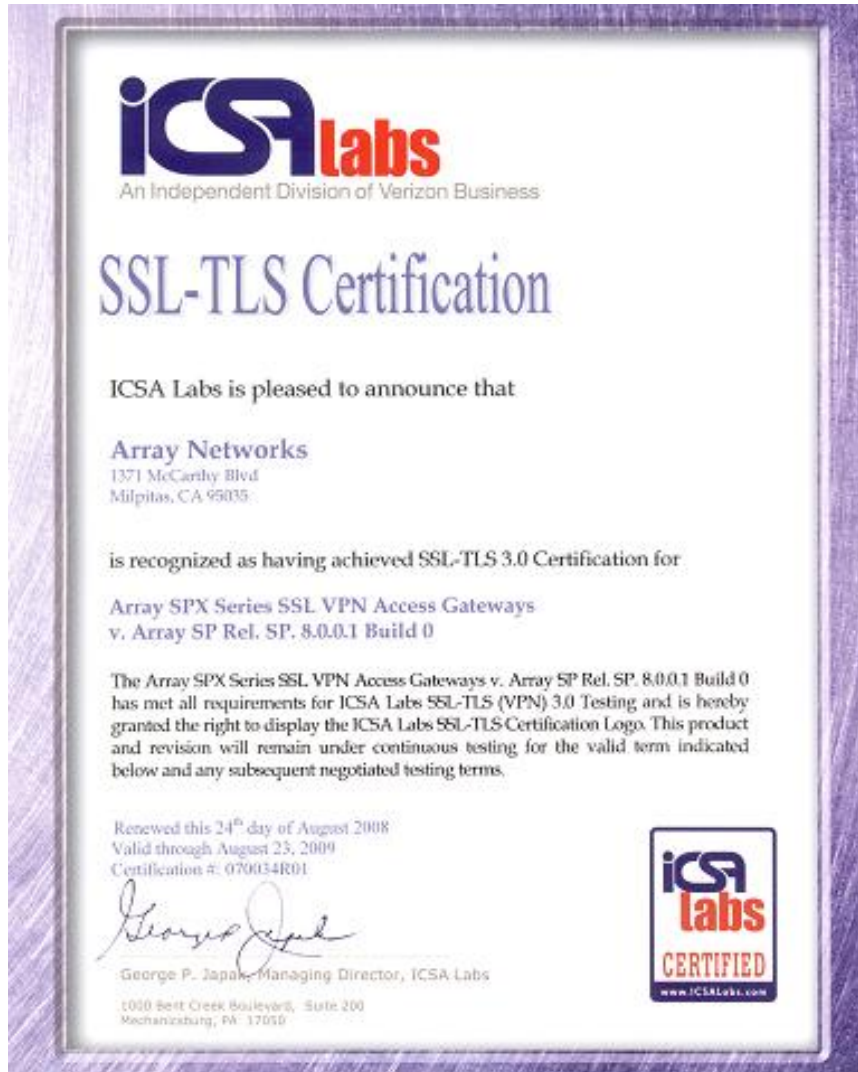 iCSA labs
An Independent Division of Verizon Business
SSL-TLS Certification
ICSA Labs is pleased to announce that
Array Networks
1371 McCarthy Blvd
Milpitas, CA 95035
is recognized as having achieved SSL-TLS 3.0 Certification for
Array SPX Series SSL VPN Access Gateways
v. Array SP Rel. SP. 8.0.0.1 Build 0
The Array SPX Series SSL VPN Access Gateways v. Array SP Rel. SP. 8.0.0.1 Build 0
has met all requirements for ICSA Labs SSL-TLS (VPN) 3.0 Testing and is hereby
granted the right to display the ICSA Labs SSL-TLS Certification Logo. This product
and revision will remain under continuous testing for the valid term indicated
below and any subsequent negotiated testing terms.
Renewed this 24th day of August 2008
Valid through August 23, 2009
Certification #: 070034R01
George P. Japak, Managing Director, ICSA Labs
1000 Bent Creek Boulevard, Suite 200
Mechanicsburg, PA 17050
iCSA
labs
CERTIFIED
www.ICSALabs.com